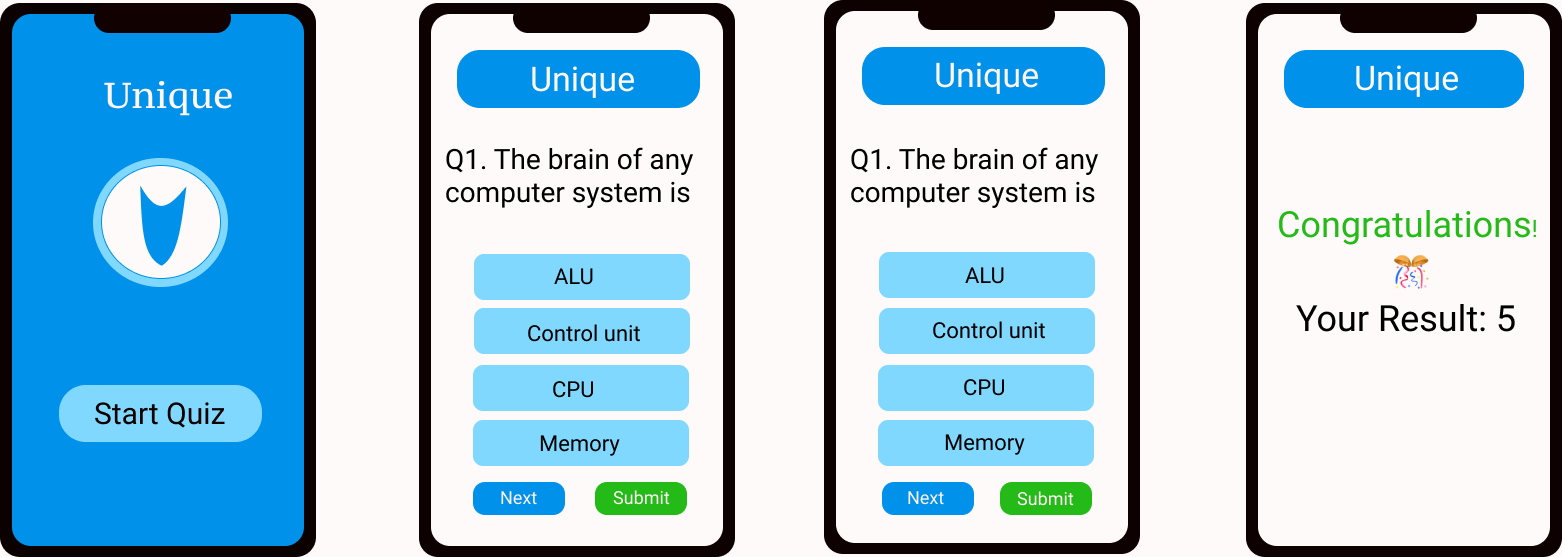 Unique
Start Quiz
Unique
Q1. The brain of any
computer system is
ALU
Control unit
CPU
Memory
Next
Submit
Unique
Q1. The brain of any
computer system is
ALU
Control unit
CPU
Memory
Next
Submit
Unique
Congratulations!
Your Result: 5